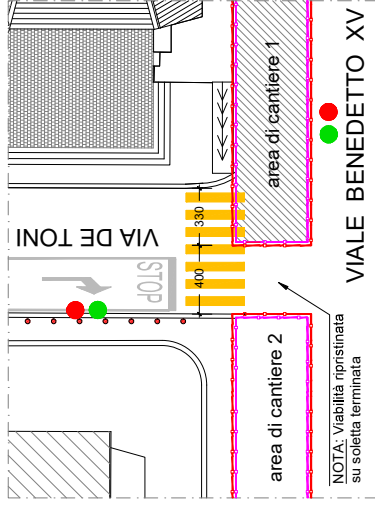 VIA DE TONI
STOP
330
400
area di cantiere 1
area di cantiere 2
VIALE BENEDETTO XV
NOTA: Viabilità ripristinata
su soletta terminata